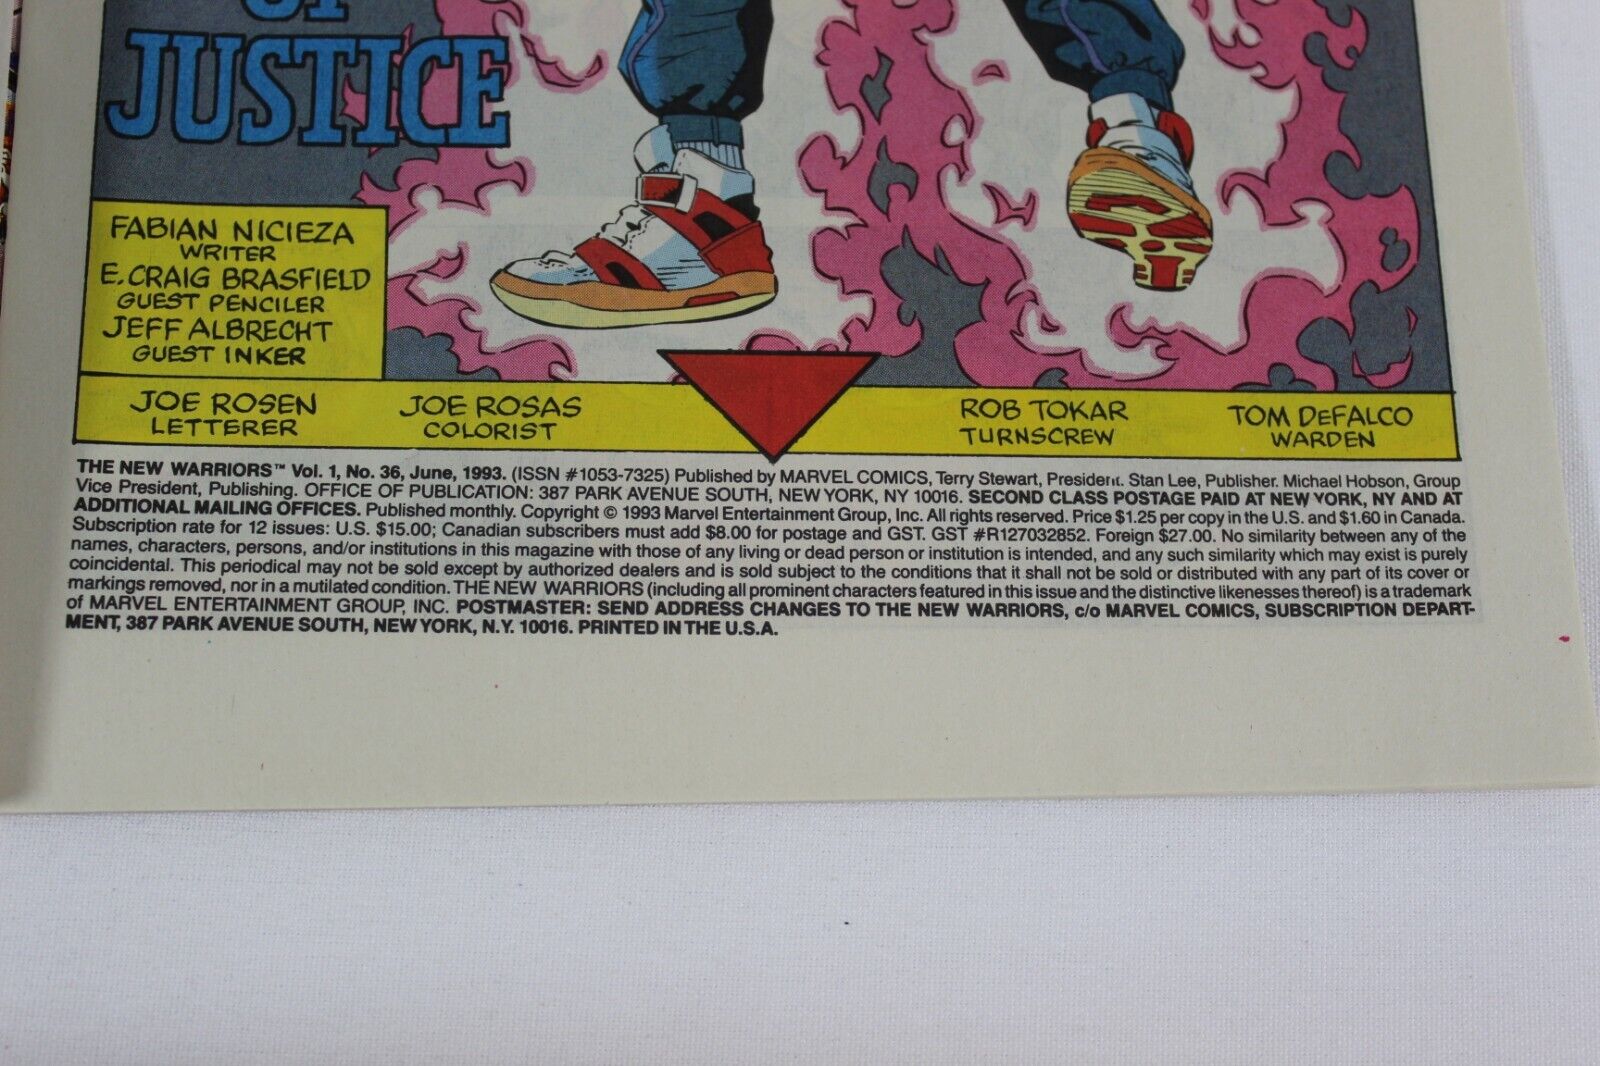 OF
JUSTICE
FABIAN NICIEZA
WRITER
E. CRAIG BRASFIELD
GUEST PENCILER
JEFF ALBRECHT
GUEST INKER
JOE ROSEN
LETTERER
JOE ROSAS
COLORIST
ROB TOKAR
TURNSCREW
TOM DeFALCO
WARDEN
THE NEW WARRIORS™ Vol. 1, No. 36, June, 1993. (ISSN #1053-7325) Published by MARVEL COMICS, Terry Stewart, President. Stan Lee, Publisher. Michael Hobson, Group
Vice President, Publishing. OFFICE OF PUBLICATION: 387 PARK AVENUE SOUTH, NEW YORK, NY 10016. SECOND CLASS POSTAGE PAID AT NEW YORK, NY AND AT
ADDITIONAL MAILING OFFICES. Published monthly. Copyright © 1993 Marvel Entertainment Group, Inc. All rights reserved. Price $1.25 per copy in the U.S. and $1.60 in Canada.
Subscription rate for 12 issues: U.S. $15.00; Canadian subscribers must add $8.00 for postage and GST. GST #R127032852. Foreign $27.00. No similarity between any of the
names, characters, persons, and/or institutions in this magazine with those of any living or dead person or institution is intended, and any such similarity which may exist is purely
coincidental. This periodical may not be sold except by authorized dealers and is sold subject to the conditions that it shall not be sold or distributed with any part of its cover or
markings removed, nor in a mutilated condition. THE NEW WARRIORS (including all prominent characters featured in this issue and the distinctive likenesses thereof) is a trademark
of MARVEL ENTERTAINMENT GROUP, INC. POSTMASTER: SEND ADDRESS CHANGES TO THE NEW WARRIORS, c/o MARVEL COMICS, SUBSCRIPTION DEPART-
MENT, 387 PARK AVENUE SOUTH, NEW YORK, N.Y. 10016. PRINTED IN THE U.S.A.